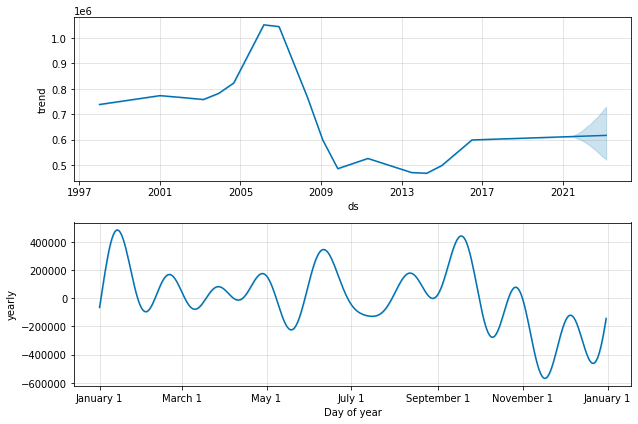 1e6
1.0
0.9
0.8
0.7
0.6
0.5
trend
1997 2001 2005 2009 2013 2017 2021
ds
400000
200000
0
−200000
−400000
−600000
yearly
January 1 March 1 May 1 July 1 September 1 November 1 January 1
Day of year